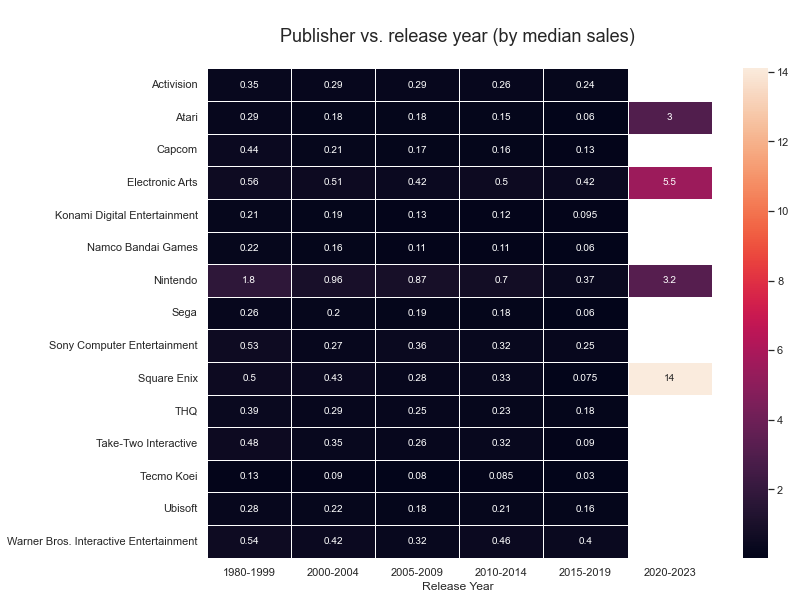 Publisher vs. release year (by median sales)
Activision 0.35 0.29 0.29 0.26 0.24
Atari 0.29 0.18 0.18 0.15 0.06 3
Capcom 0.44 0.21 0.17 0.16 0.13
Electronic Arts 0.56 0.51 0.42 0.5 0.42 5.5
Konami Digital Entertainment 0.21 0.19 0.13 0.12 0.095
Namco Bandai Games 0.22 0.16 0.11 0.11 0.06
Nintendo 1.8 0.96 0.87 0.7 0.37 3.2
Sega 0.26 0.2 0.19 0.18 0.06
Sony Computer Entertainment 0.53 0.27 0.36 0.32 0.25
Square Enix 0.5 0.43 0.28 0.33 0.075 14
THQ 0.39 0.29 0.25 0.23 0.18
Take-Two Interactive 0.48 0.35 0.26 0.32 0.09
Tecmo Koei 0.13 0.09 0.08 0.085 0.03
Ubisoft 0.28 0.22 0.18 0.21 0.16
Warner Bros. Interactive Entertainment 0.54 0.42 0.32 0.46 0.4
1980-1999 2000-2004 2005-2009 2010-2014 2015-2019 2020-2023
Release Year
14
12
10
8
6
4
2